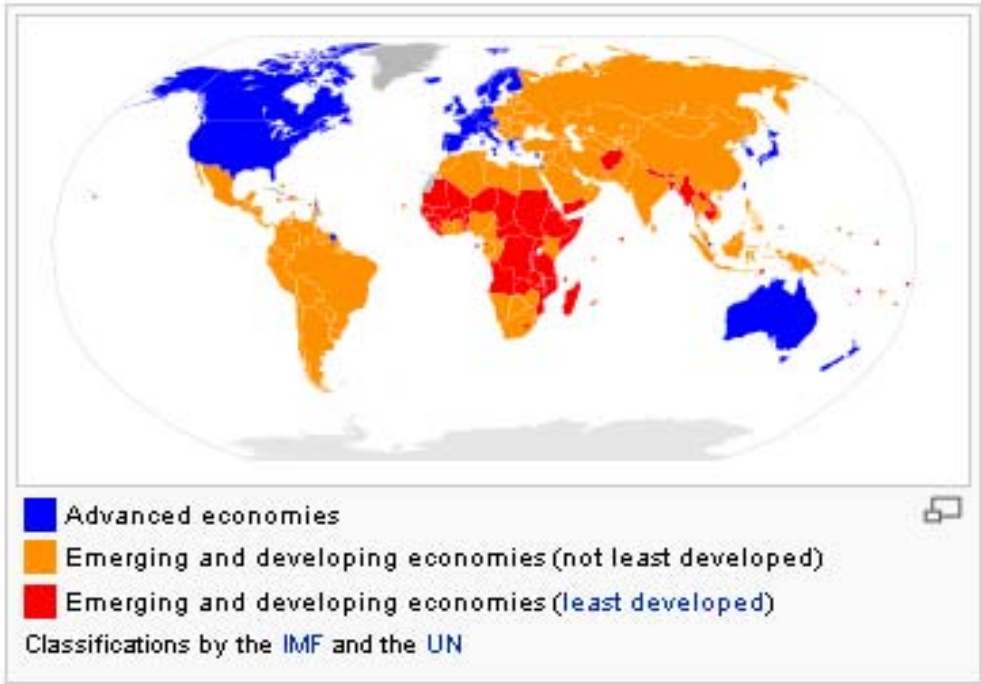 Advanced economies
Emerging and developing economies (not least developed)
Emerging and developing economies (least developed)
Classifications by the IMF and the UN